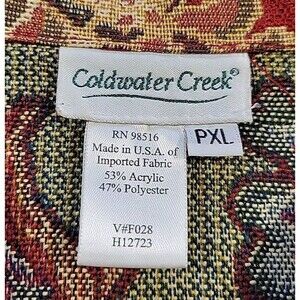 Coldwater Creek®
PXL
RN 98516
Made in U.S.A. of
Imported Fabric
53% Acrylic
47% Polyester
V#F028
H12723